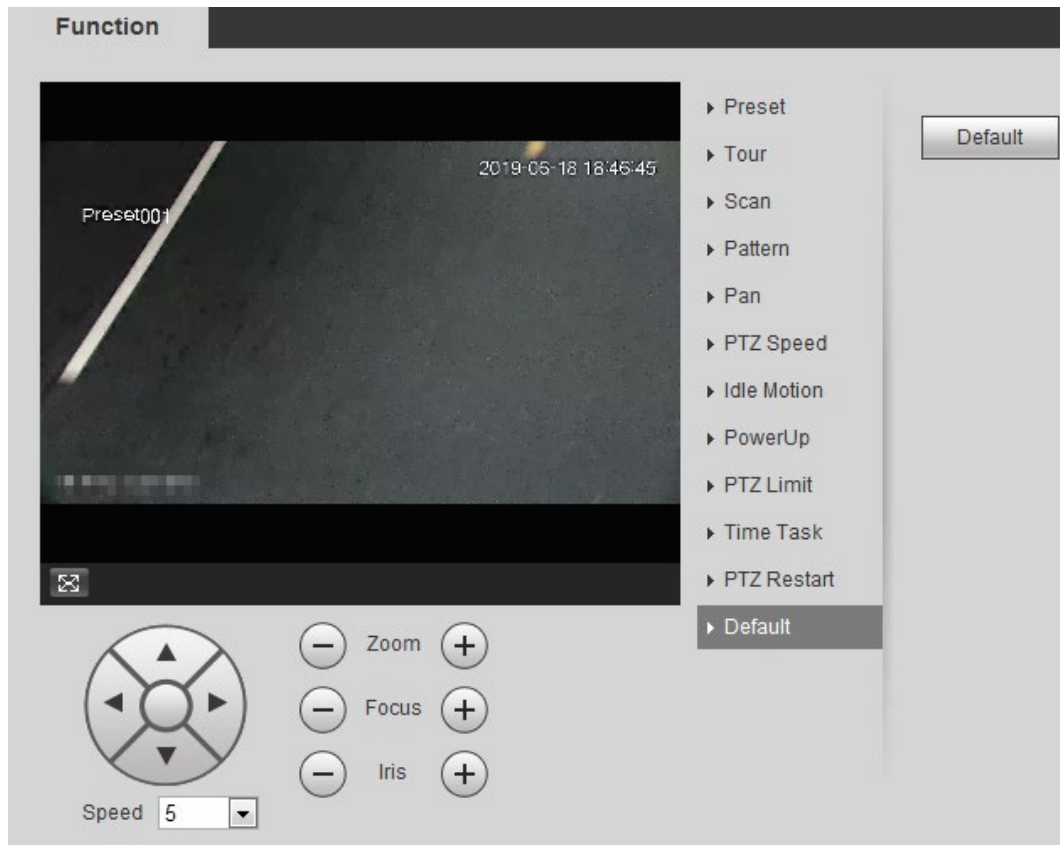 Function
2019-05-18 18:46:45
Preset001
Preset
Tour
Scan
Pattern
Pan
PTZ Speed
Idle Motion
PowerUp
PTZ Limit
Time Task
PTZ Restart
Default
Default
Zoom
Focus
Iris
Speed 5